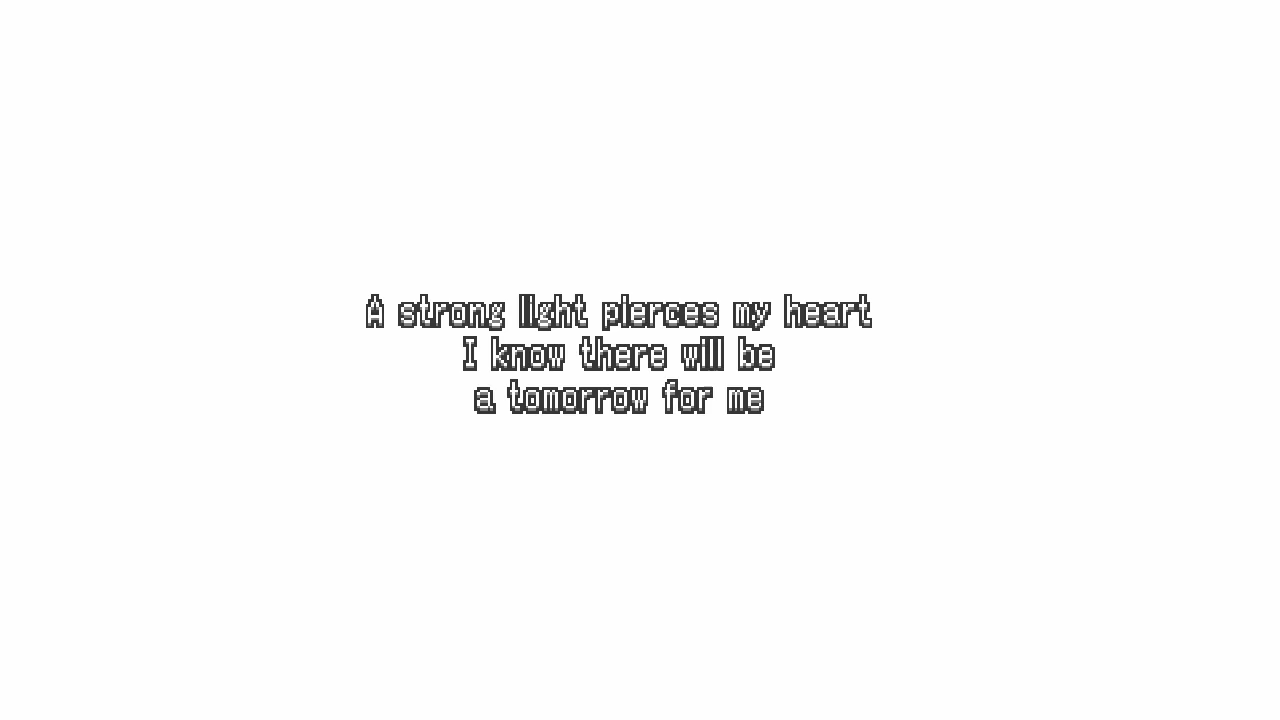 A strong light pierces my heart
I know there will be
a tomorrow for me